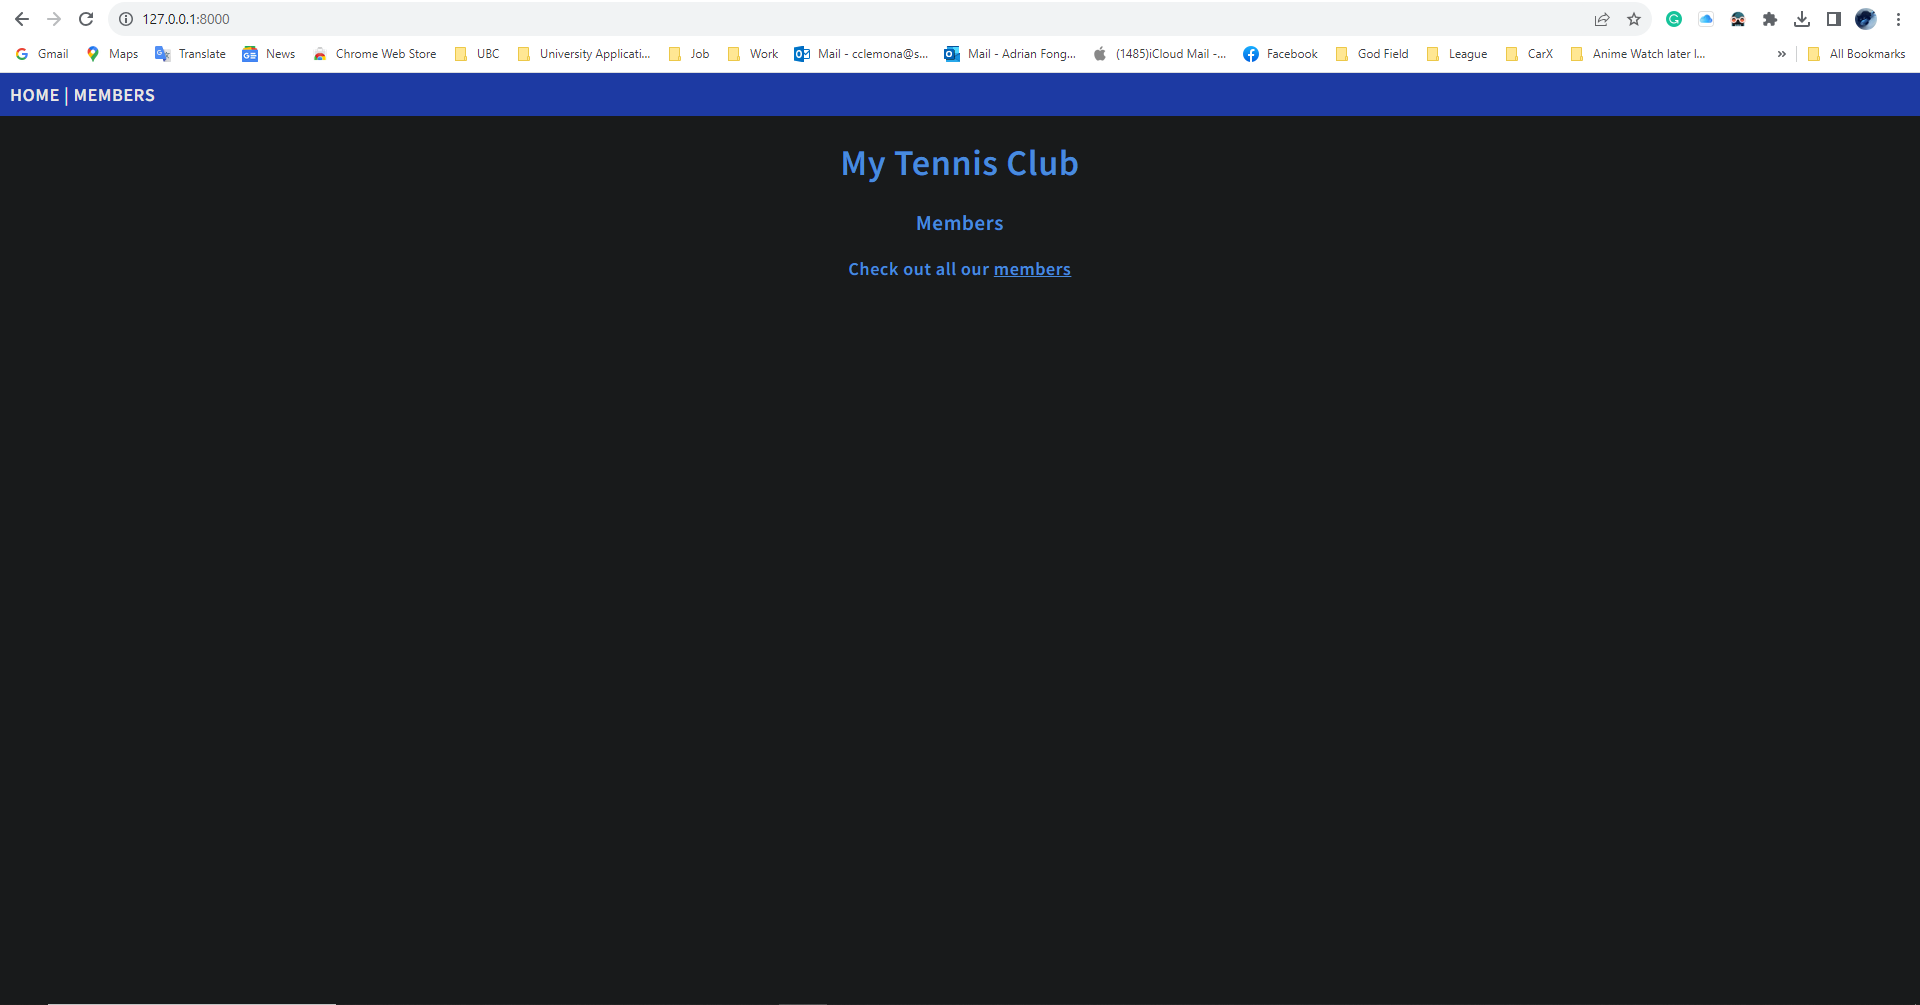 127.0.0.1:8000
Gmail Maps Translate News Chrome Web Store UBC University Applicati... Job Work Mail - cclemona@s... Mail - Adrian Fong... (1485)iCloud Mail -... Facebook God Field League CarX Anime Watch later l... » All Bookmarks
HOME | MEMBERS
My Tennis Club
Members
Check out all our members